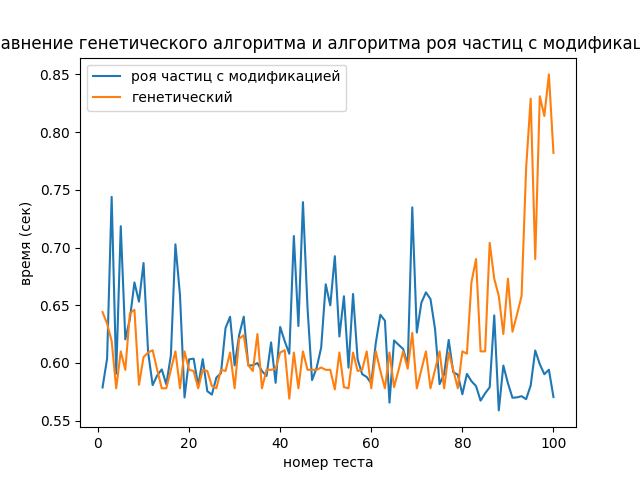 авнение генетического алгоритма и алгоритма роя частиц с модификац
роя частиц с модификацией
генетический
время (сек)
0.85
0.80
0.75
0.70
0.65
0.60
0.55
0
20
40
60
80
100
номер теста